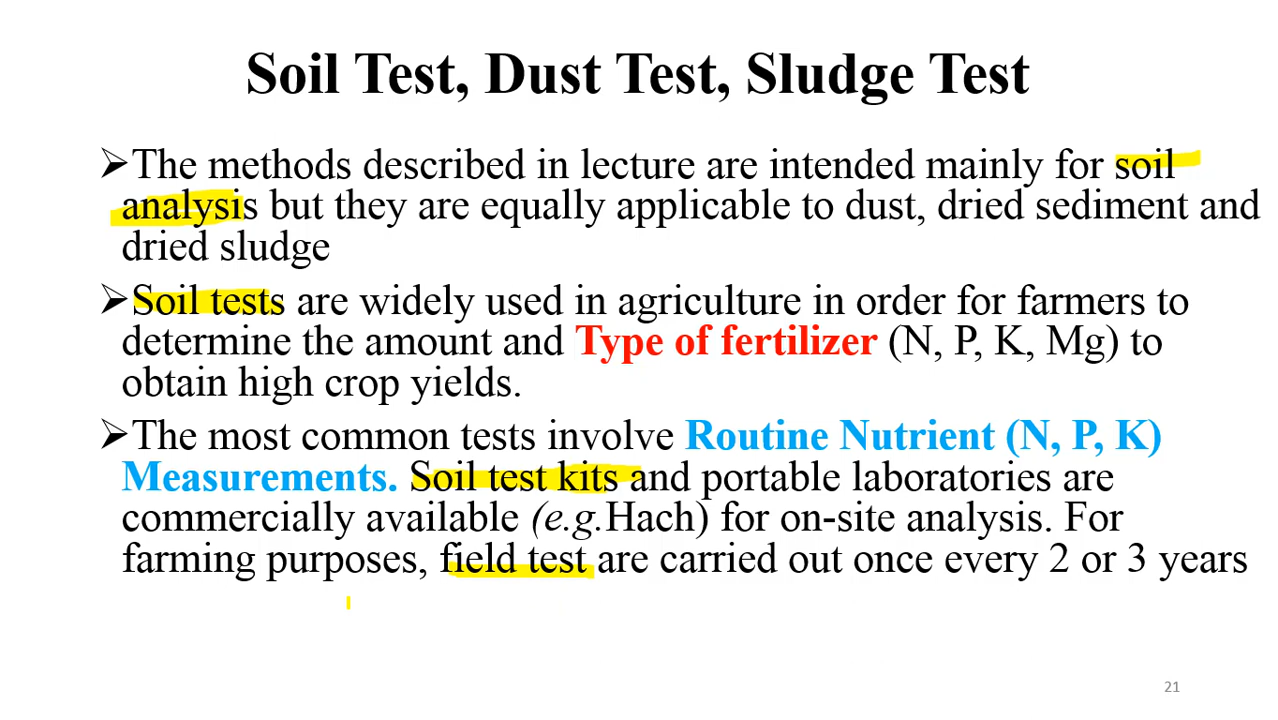 Soil Test, Dust Test, Sludge Test
➢The methods described in lecture are intended mainly for soil
analysis but they are equally applicable to dust, dried sediment and
dried sludge
➢Soil tests are widely used in agriculture in order for farmers to
determine the amount and Type of fertilizer (N, P, K, Mg) to
obtain high crop yields.
➢The most common tests involve Routine Nutrient (N, P, K)
Measurements. Soil test kits and portable laboratories are
commercially available (e.g.Hach) for on-site analysis. For
farming purposes, field test are carried out once every 2 or 3 years
21